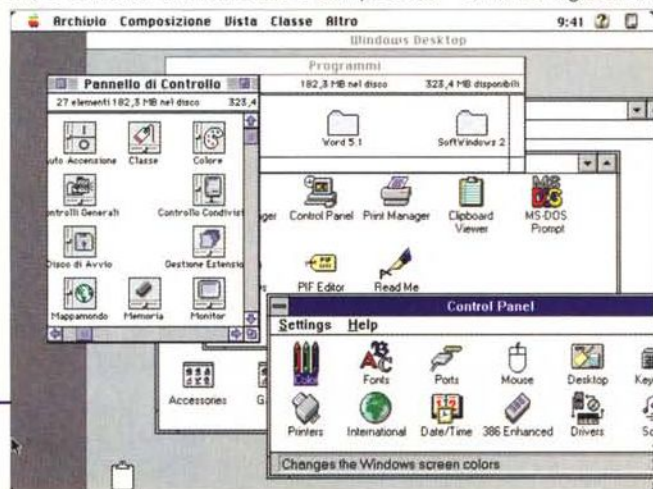 Archivio Composizione Vista Classe Altro 9:41
Windows Desktop
Programmi
182,3 MB nel disco 323,4 MB disponibili
Word 5.1 SoftWindows 2
Pannello di Controllo
27 elementi 182,3 MB nel disco 323,4
uto Accensione Classe Colore
ontrolli Generali Controllo Condivisi
Disco di Avvio Gestione Estensio
Mappamondo Memoria Monitor
ger Control Panel Print Manager Clipboard Viewer MS-DOS Prompt
PIF Editor Read Me
Accessories G
Control Panel
Settings Help
Color Fonts Ports Mouse Desktop Key
Printers International Date/Time 386 Enhanced Drivers So
Changes the Windows screen colors